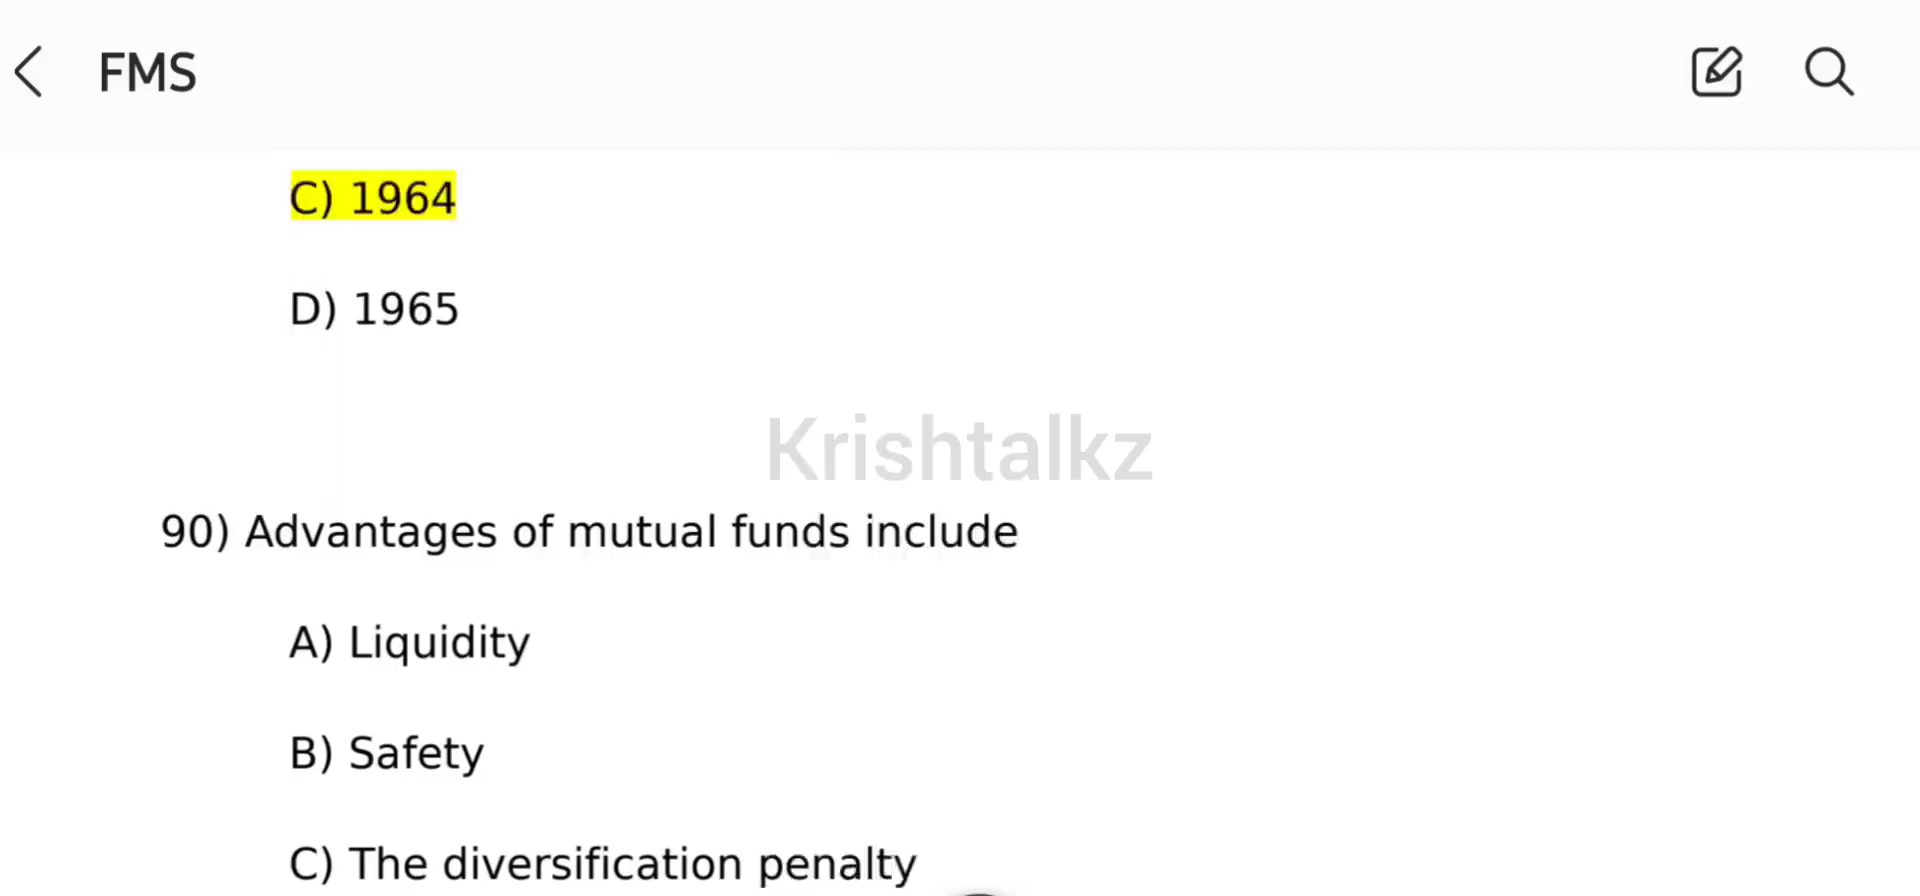 FMS
C) 1964
D) 1965
Krishtalkz
90) Advantages of mutual funds include
A) Liquidity
B) Safety
C) The diversification penalty